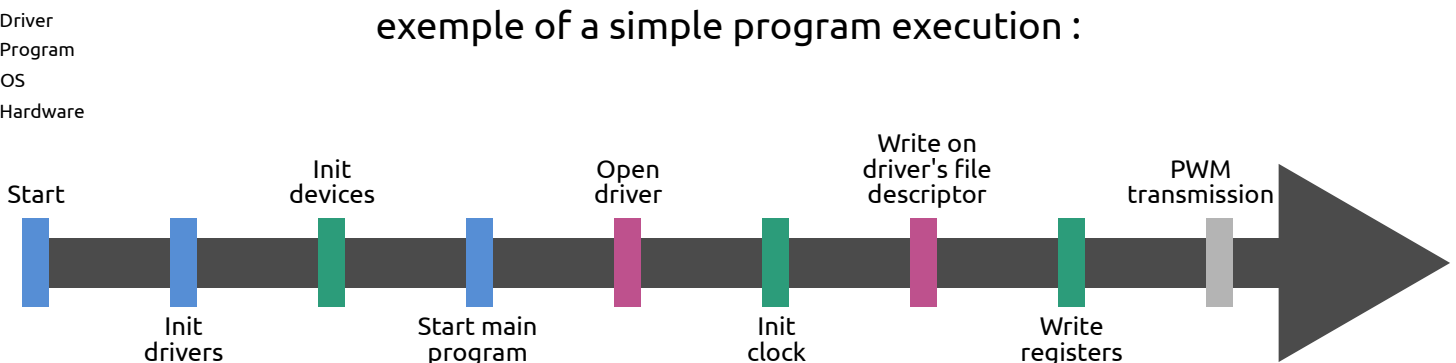 exemple of a simple program execution :
Driver
Program
OS
Hardware
Start
Init
drivers
Init
devices
Start main
program
Open
driver
Init
clock
Write on
driver's file
descriptor
Write
registers
PWM
transmission